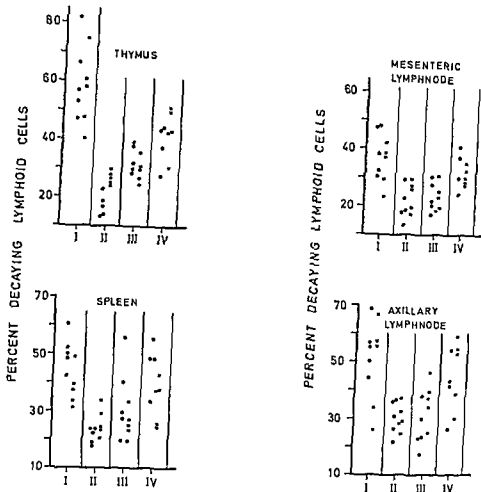 PERCENT DECAYING LYMPHOID CELLS
THYMUS
80
60
40
20
I II III IV
SPLEEN
70
50
30
10
I II III IV
PERCENT DECAYING LYMPHOID CELLS
MESENTERIC
LYMPHNODE
60
40
20
I II III IV
AXILLARY
LYMPHNODE
70
50
30
10
I II III IV